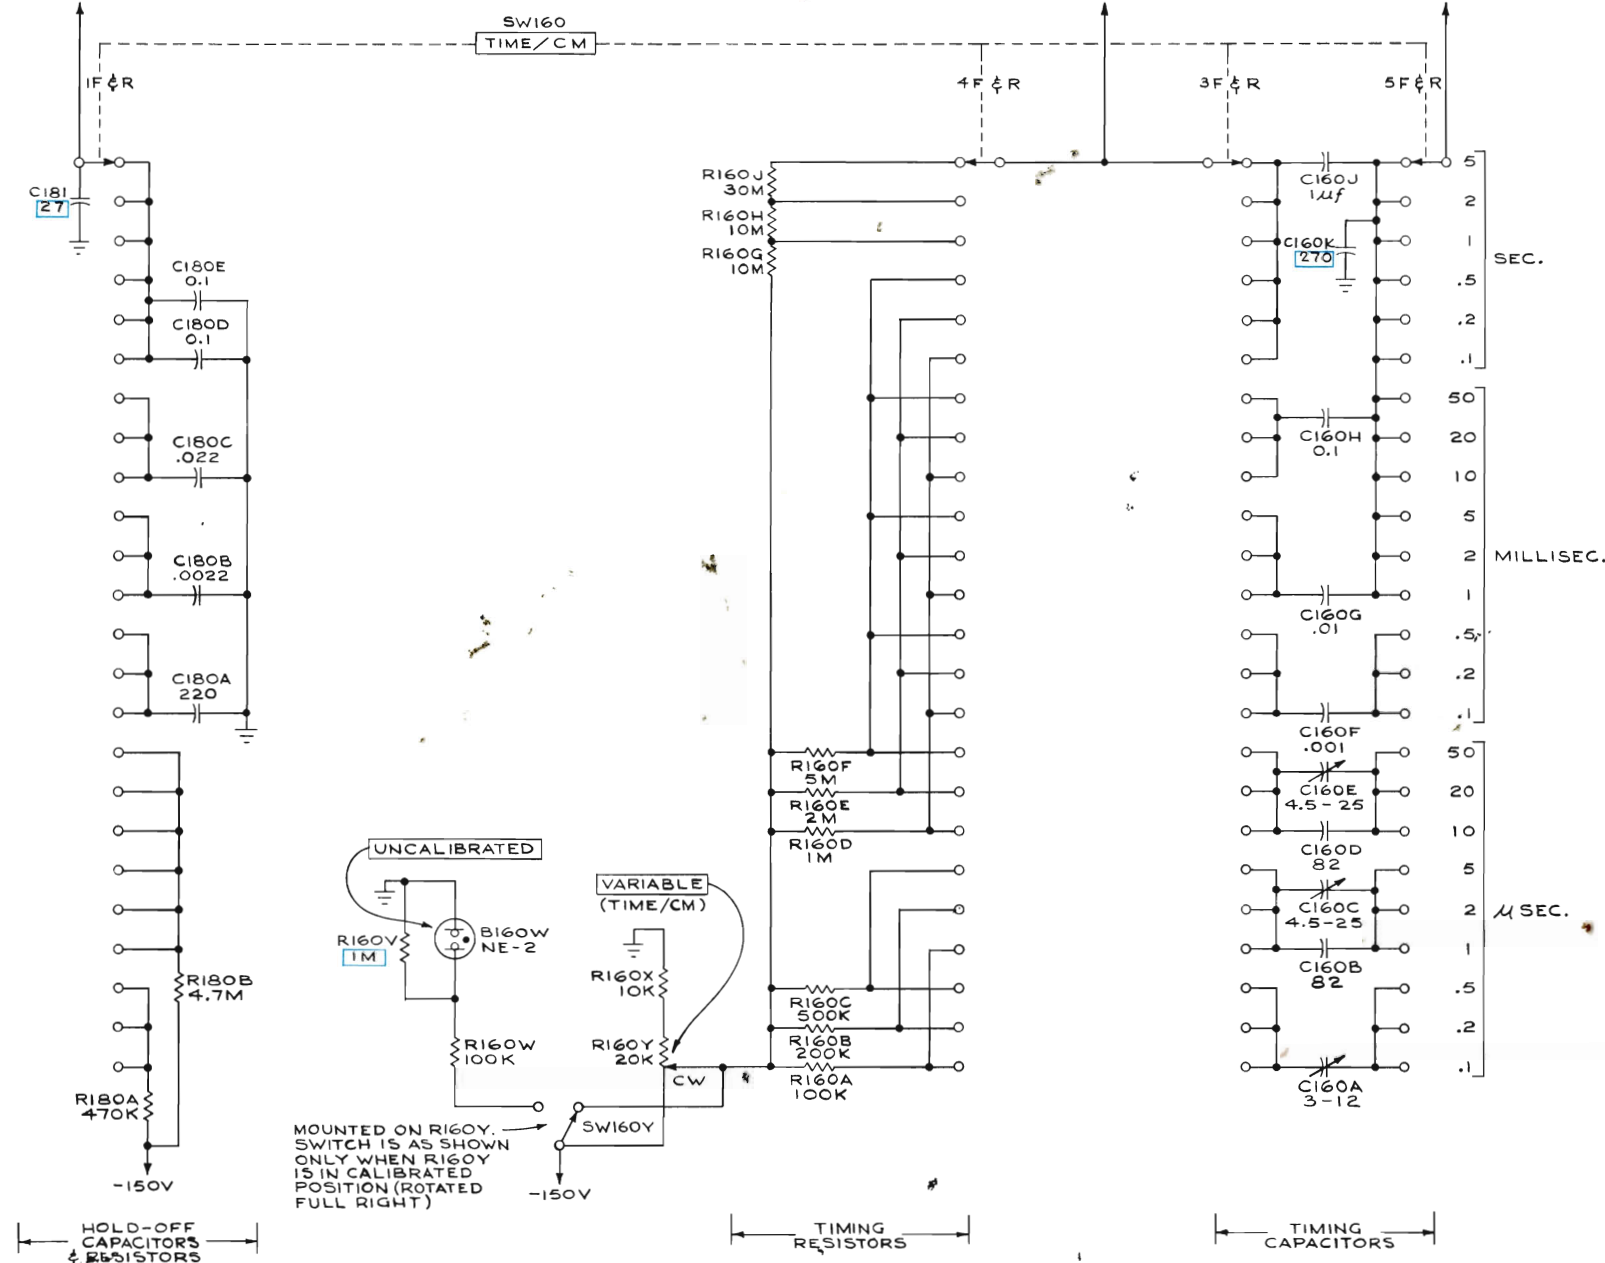 SW160
TIME/CM
1F & R
4F & R
3F & R
5F & R
C181
27
C180E
0.1
C180D
0.1
C180C
.022
C180B
.0022
C180A
220
R180B
4.7M
R180A
470K
-150V
HOLD-OFF
CAPACITORS
& RESISTORS
UNCALIBRATED
R160V
1M
B160W
NE-2
R160W
100K
VARIABLE
(TIME/CM)
R160X
10K
R160Y
20K
CW
SW160Y
MOUNTED ON R160Y.
SWITCH IS AS SHOWN
ONLY WHEN R160Y
IS IN CALIBRATED
POSITION (ROTATED
FULL RIGHT)
-150V
R160J
30M
R160H
10M
R160G
10M
R160F
5M
R160E
2M
R160D
1M
R160C
500K
R160B
200K
R160A
100K
TIMING
RESISTORS
C160J
1μf
C160K
270
C160H
0.1
C160G
.01
C160F
.001
C160E
4.5-25
C160D
82
C160C
4.5-25
C160B
82
C160A
3-12
TIMING
CAPACITORS
5
2
1
.5
.2
.1
SEC.
50
20
10
5
2
1
.5
.2
.1
MILLISEC.
50
20
10
5
2
1
.5
.2
.1
μ SEC.